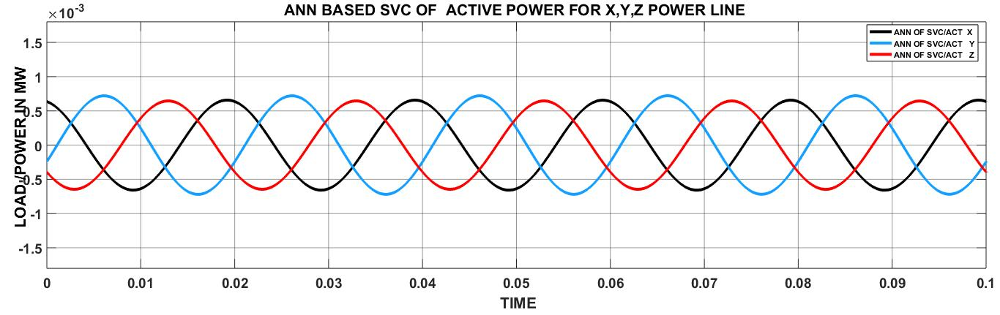 ANN BASED SVC OF ACTIVE POWER FOR X,Y,Z POWER LINE
×10-3
ANN OF SVC/ACT X
ANN OF SVC/ACT Y
ANN OF SVC/ACT Z
LOAD/POWER IN MW
1.5
1
0.5
0
-0.5
-1
-1.5
0 0.01 0.02 0.03 0.04 0.05 0.06 0.07 0.08 0.09 0.1
TIME